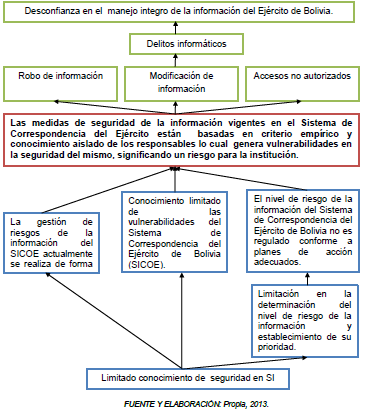 Desconfianza en el manejo integro de la información del Ejército de Bolivia.
Delitos informáticos
Robo de información
Modificación de
información
Accesos no autorizados
Las medidas de seguridad de la información vigentes en el Sistema de
Correspondencia del Ejército están basadas en criterio empírico y
conocimiento aislado de los responsables lo cual genera vulnerabilidades en
la seguridad del mismo, significando un riesgo para la institución.
La gestión de
riesgos de la
información del
SICOE actualmente
se realiza de forma
Conocimiento limitado
de las
vulnerabilidades del
Sistema de
Correspondencia del
Ejército de Bolivia
(SICOE).
El nivel de riesgo de la
información del Sistema
de Correspondencia del
Ejército de Bolivia no es
regulado conforme a
planes de acción
adecuados.
Limitación en la
determinación del
nivel de riesgo de la
información y
establecimiento de su
prioridad.
Limitado conocimiento de seguridad en SI
FUENTE Y ELABORACIÓN: Propia, 2013.